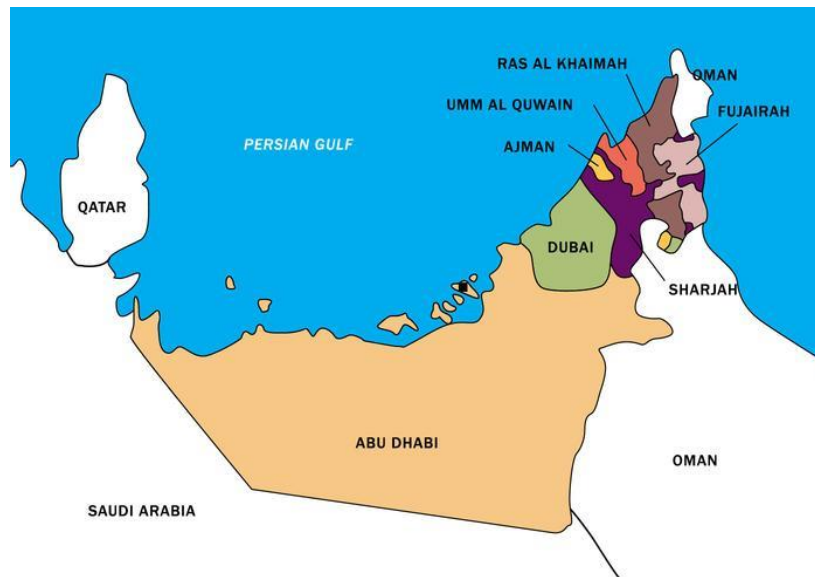 RAS AL KHAIMAH
OMAN
UMM AL QUWAIN
FUJAIRAH
PERSIAN GULF
AJMAN
QATAR
DUBAI
SHARJAH
ABU DHABI
OMAN
SAUDI ARABIA